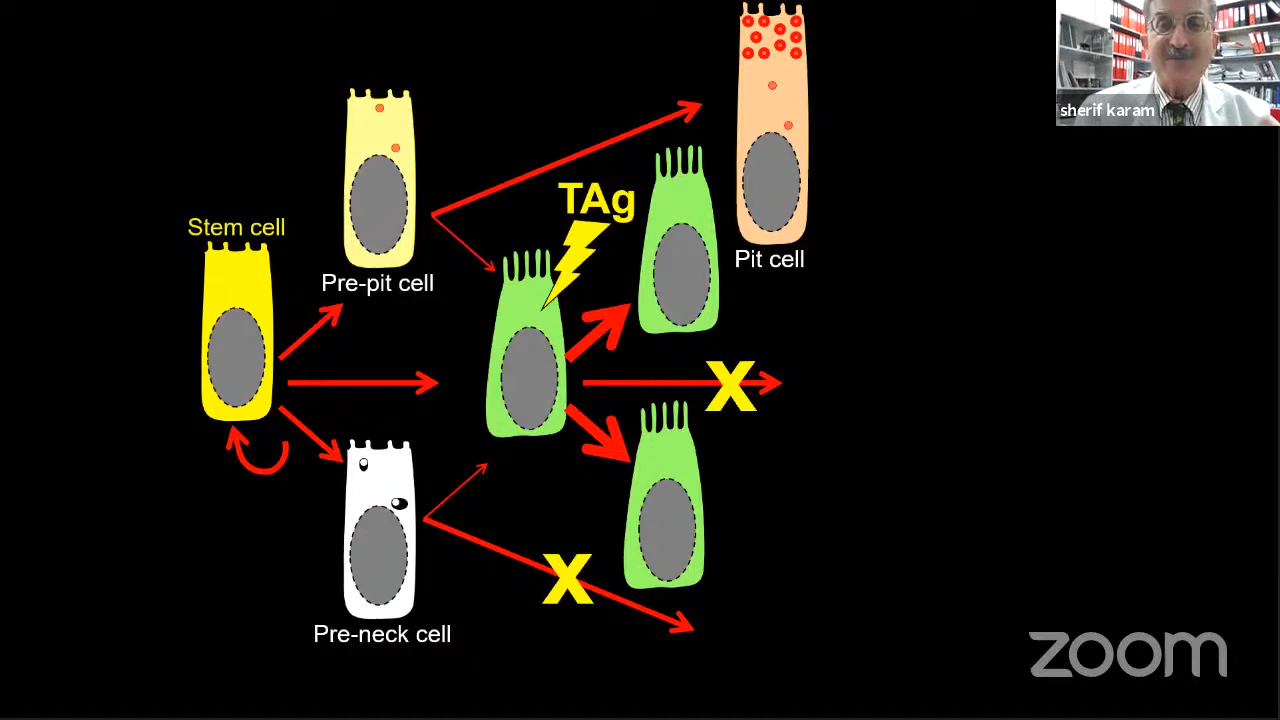 sherif karam
TAg
Stem cell
Pit cell
Pre-pit cell
X
X
Pre-neck cell
zoom